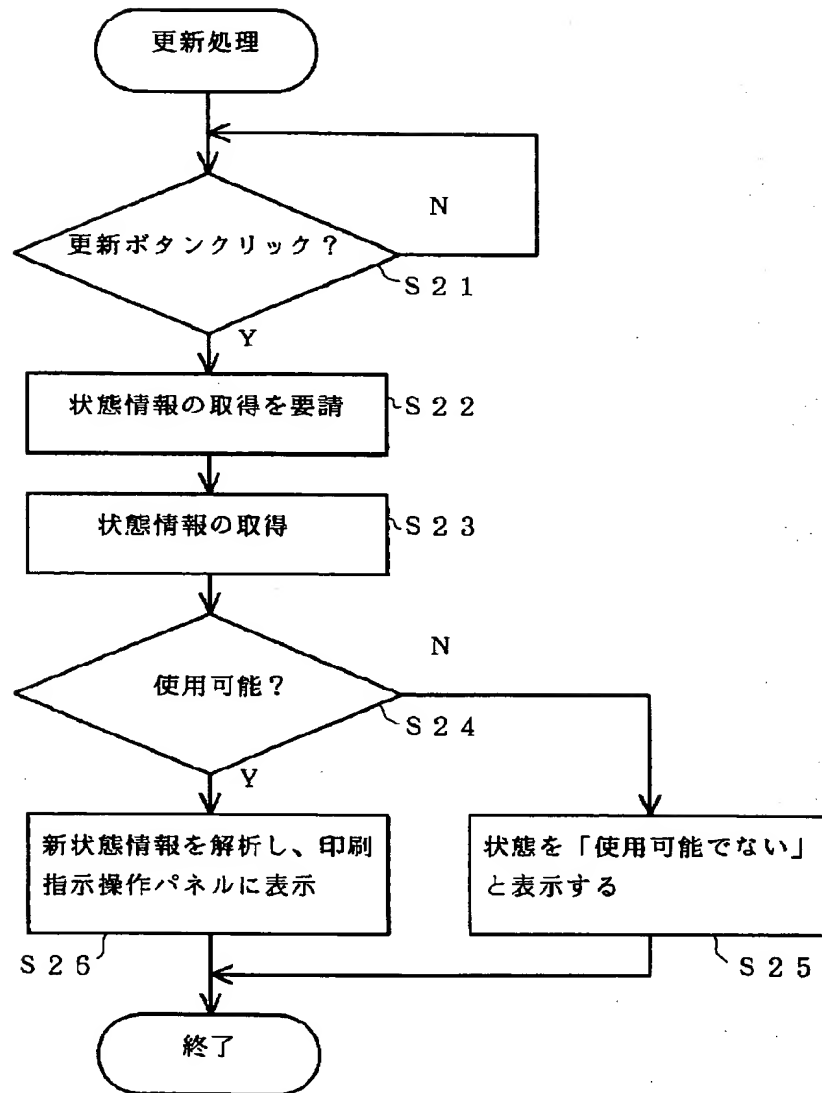 更新処理
N
更新ボタンクリック？
S21
Y
状態情報の取得を要請
S22
状態情報の取得
S23
N
使用可能？
S24
Y
新状態情報を解析し、印刷
指示操作パネルに表示
S26
状態を「使用可能でない」
と表示する
S25
終了